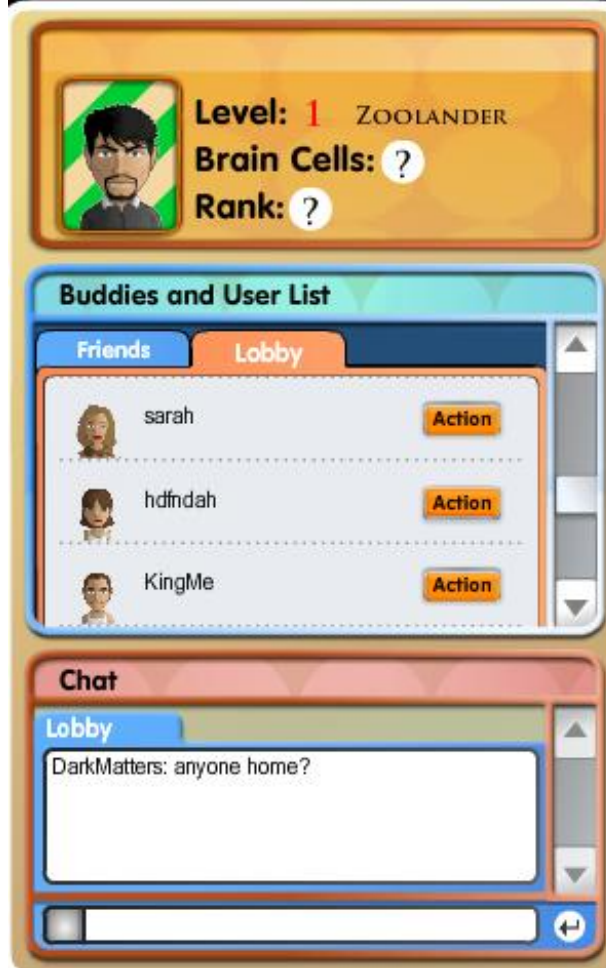 Level: 1 ZOOLANDER
Brain Cells: ?
Rank: ?
Buddies and User List
Friends Lobby
sarah Action
hdfndah Action
KingMe Action
Chat
Lobby
DarkMatters: anyone home?